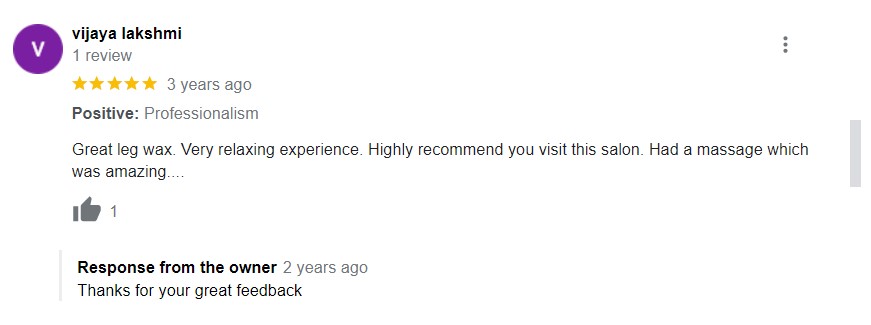 V
vijaya lakshmi
1 review
3 years ago
Positive: Professionalism
Great leg wax. Very relaxing experience. Highly recommend you visit this salon. Had a massage which
was amazing....
1
Response from the owner 2 years ago
Thanks for your great feedback